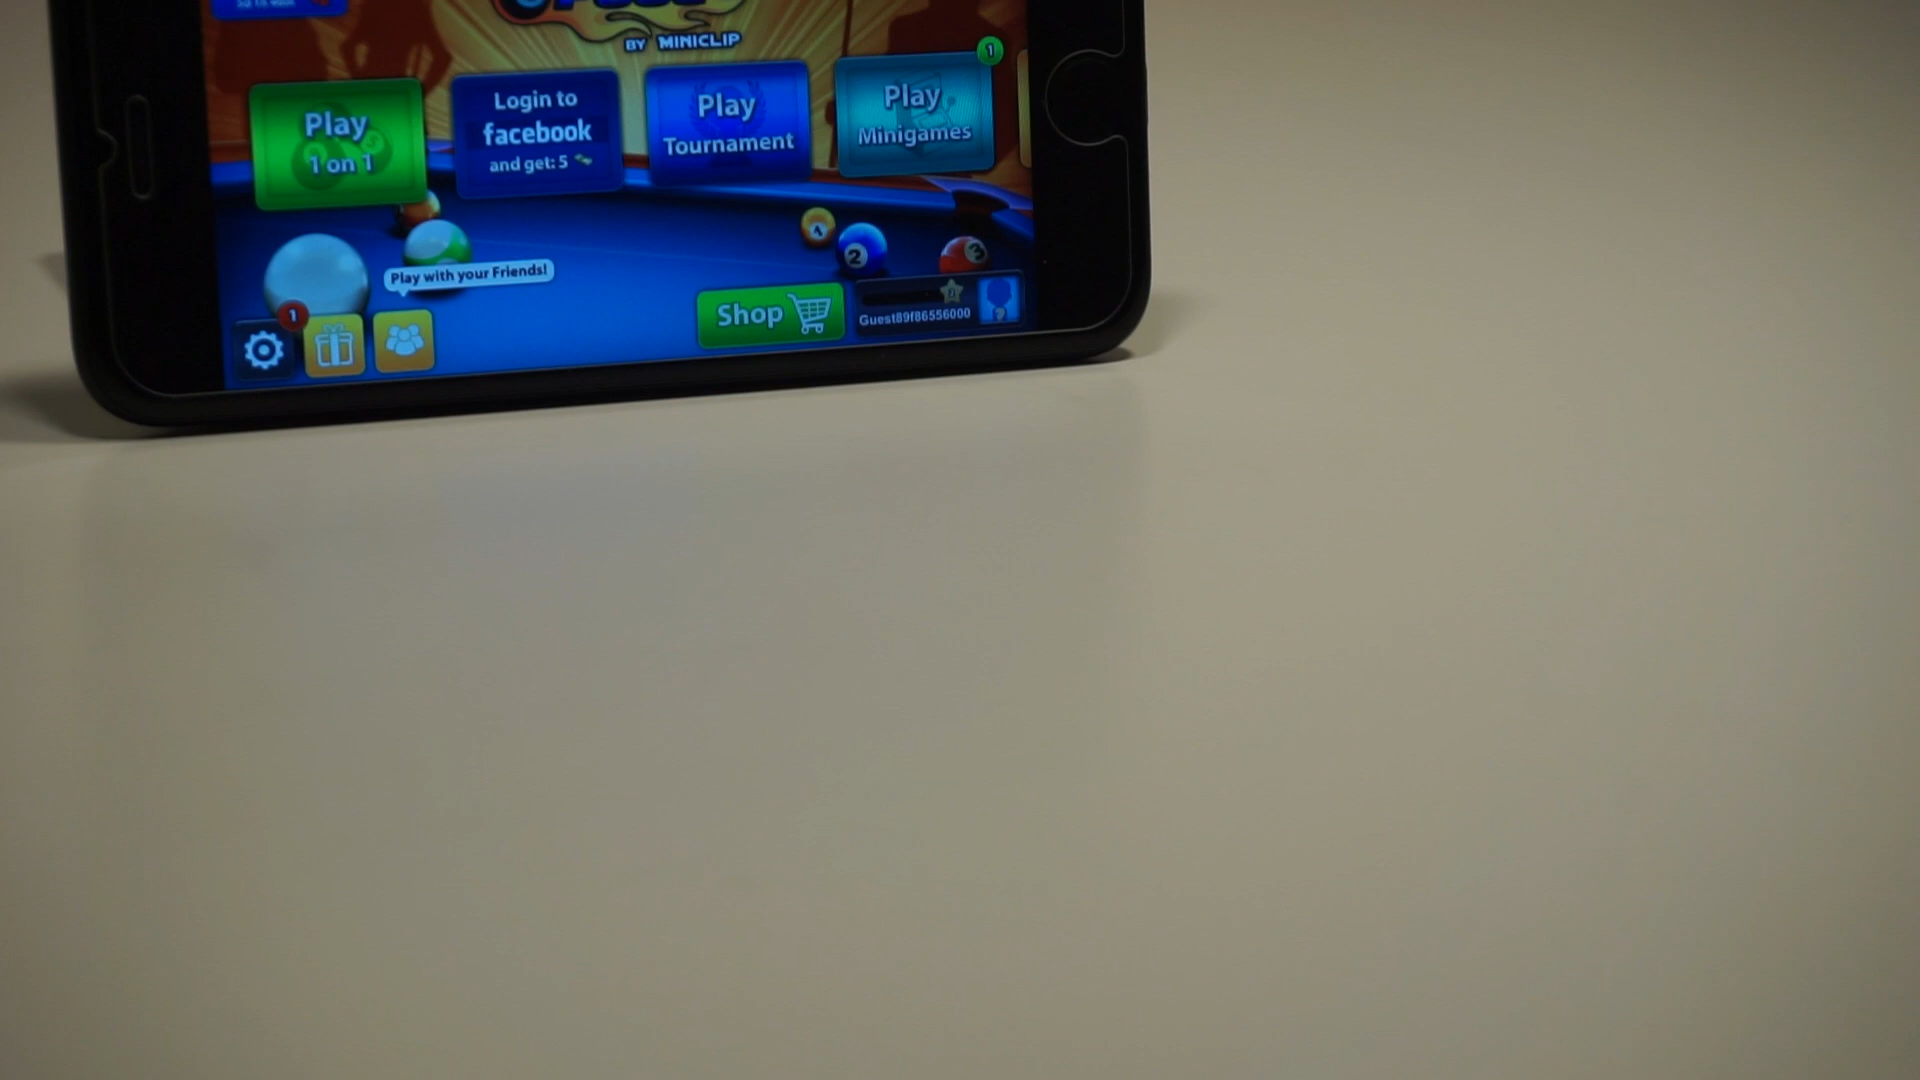 BY MINICLIP
1
Play
1 on 1
Login to
facebook
and get: 5
Play
Tournament
Play
Minigames
2
3
Play with your Friends!
1
Shop
Guest89f86556000